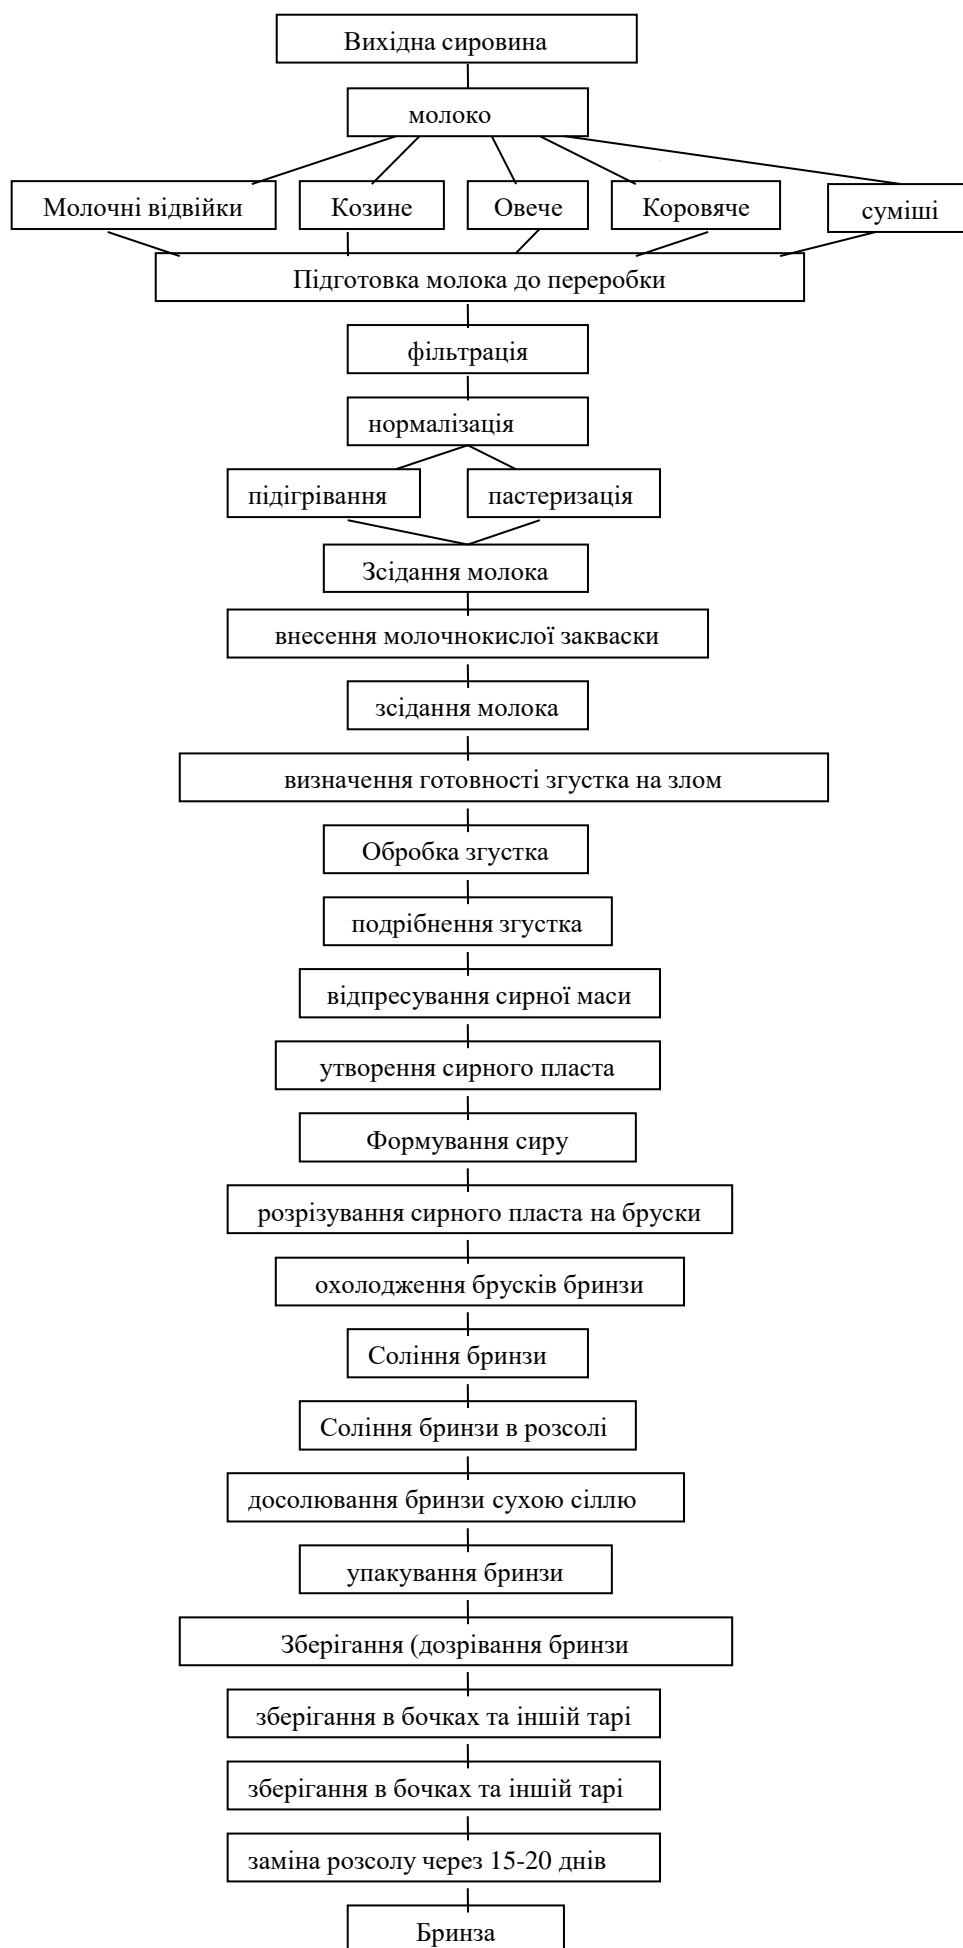 Вихідна сировина
молоко
Молочні відвійки
Козине
Овече
Коровяче
суміші
Підготовка молока до переробки
фільтрація
нормалізація
підігрівання
пастеризація
Зсідання молока
внесення молочнокислої закваски
зсідання молока
визначення готовності згустка на злом
Обробка згустка
подрібнення згустка
відпресування сирної маси
утворення сирного пласта
Формування сиру
розрізування сирного пласта на бруски
охолодження брусків бринзи
Соління бринзи
Соління бринзи в розсолі
досолювання бринзи сухою сіллю
упакування бринзи
Зберігання (дозрівання бринзи
зберігання в бочках та іншій тарі
зберігання в бочках та іншій тарі
заміна розсолу через 15-20 днів
Бринза